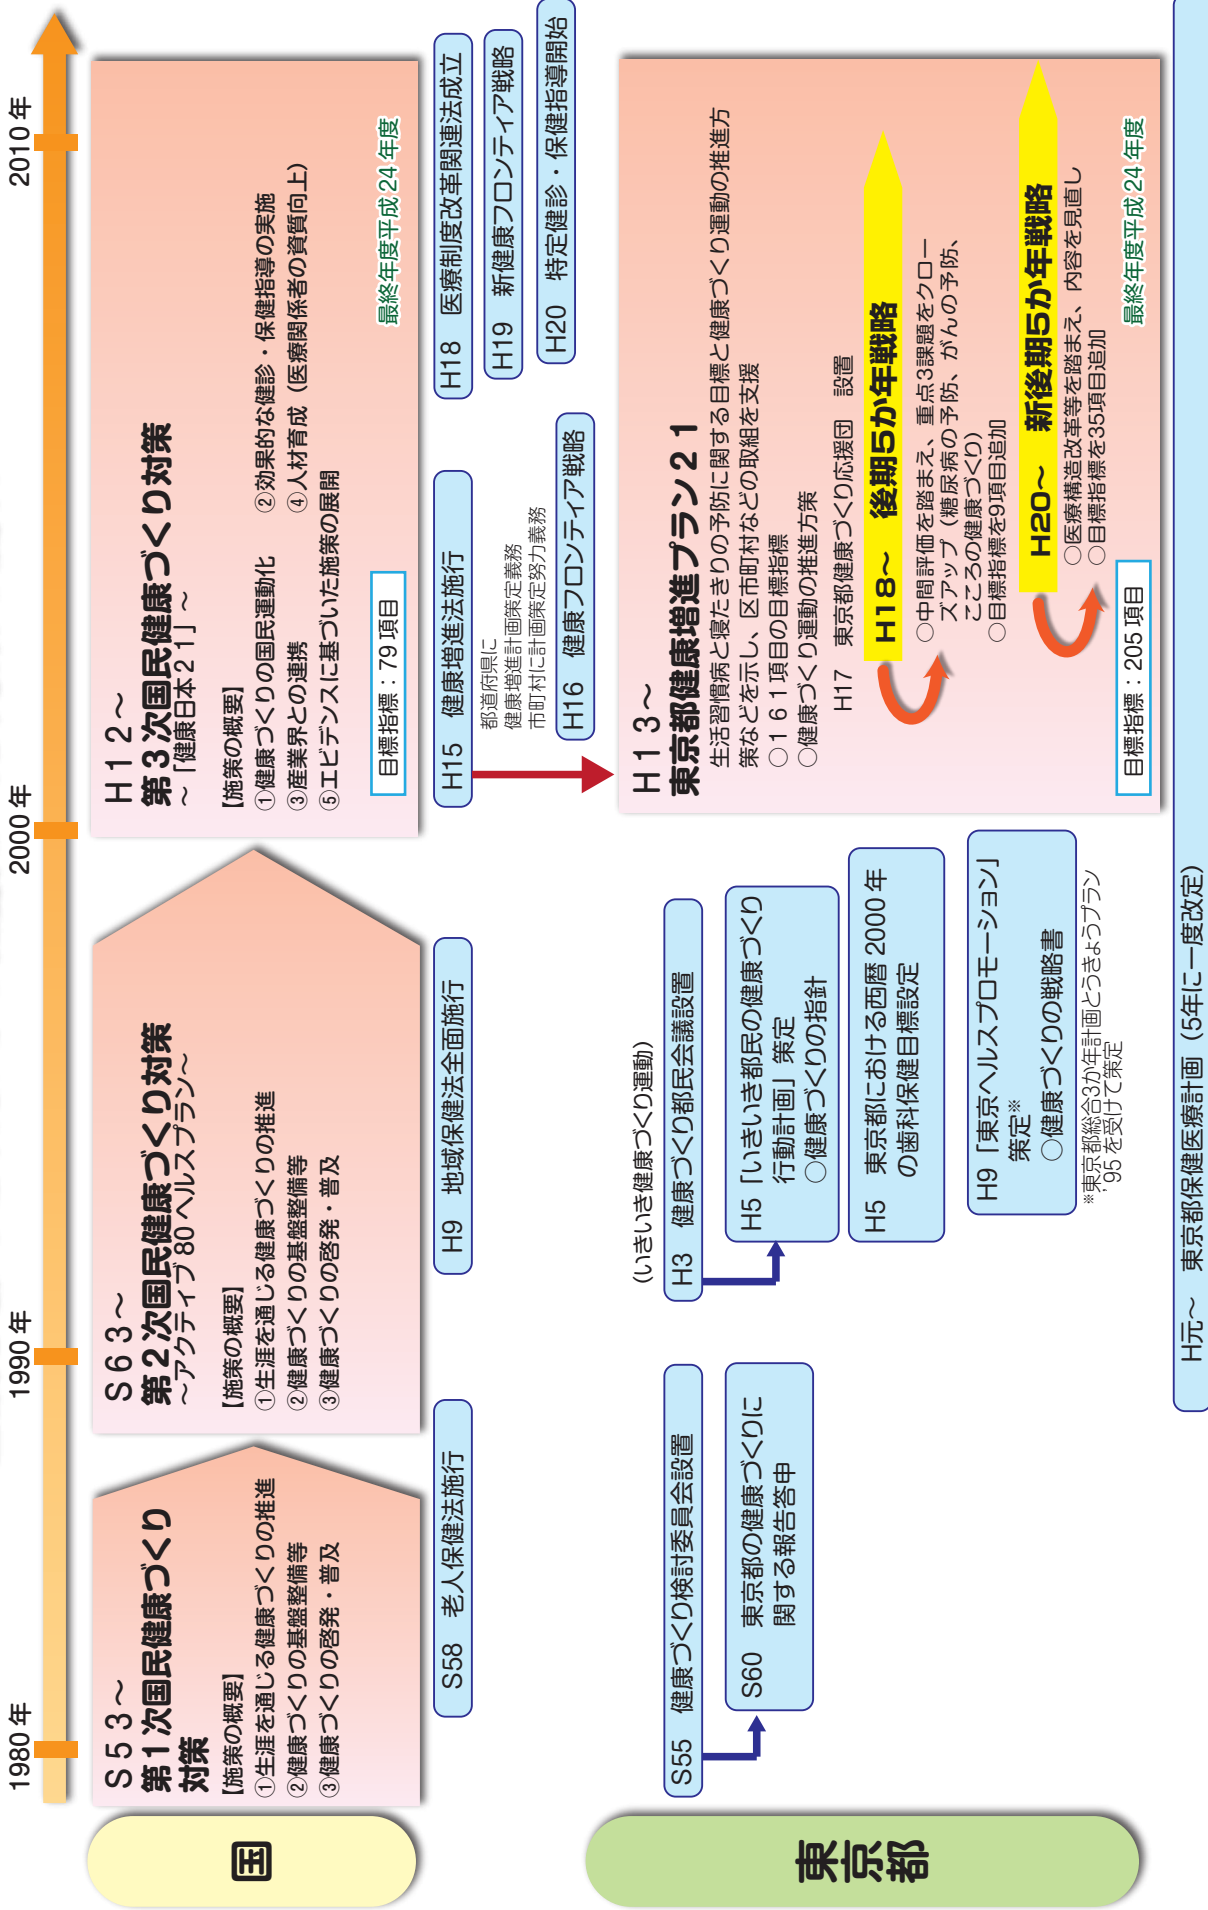 1980年
1990年
2000年
2010年
国
S53～
第1次国民健康づくり
対策
【施策の概要】
①生涯を通じる健康づくりの推進
②健康づくりの基盤整備等
③健康づくりの啓発・普及
S58　老人保健法施行
S63～
第2次国民健康づくり対策
～アクティブ80ヘルスプラン～
【施策の概要】
①生涯を通じる健康づくりの推進
②健康づくりの基盤整備等
③健康づくりの啓発・普及
H9　地域保健法全面施行
H12～
第3次国民健康づくり対策
～「健康日本21」～
【施策の概要】
①健康づくりの国民運動化　②効果的な健診・保健指導の実施
③産業界との連携　④人材育成（医療関係者の資質向上）
⑤エビデンスに基づいた施策の展開
目標指標：79項目
最終年度平成24年度
H15　健康増進法施行
都道府県に
健康増進計画策定義務
市町村に計画策定努力義務
H16　健康フロンティア戦略
H18　医療制度改革関連法成立
H19　新健康フロンティア戦略
H20　特定健診・保健指導開始
東京都
S55　健康づくり検討委員会設置
S60　東京都の健康づくりに
関する報告答申
（いきいき健康づくり運動）
H3　健康づくり都民会議設置
H5「いきいき都民の健康づくり
行動計画」策定
○健康づくりの指針
H5　東京都における西暦2000年
の歯科保健目標設定
H9「東京ヘルスプロモーション」
策定※
○健康づくりの戦略書
※東京都総合3か年計画とうきょうプラン
’95を受けて策定
H13～
東京都健康増進プラン21
生活習慣病と寝たきりの予防に関する目標と健康づくり運動の推進方
策などを示し、区市町村などの取組を支援
○161項目の目標指標
○健康づくり運動の推進方策
H17　東京都健康づくり応援団　設置
H18～　後期5か年戦略
○中間評価を踏まえ、重点3課題をクロー
ズアップ（糖尿病の予防、がんの予防、
こころの健康づくり）
○目標指標を9項目追加
H20～　新後期5か年戦略
○医療構造改革等を踏まえ、内容を見直し
○目標指標を35項目追加
目標指標：205項目
最終年度平成24年度
H元～　東京都保健医療計画（5年に一度改定）